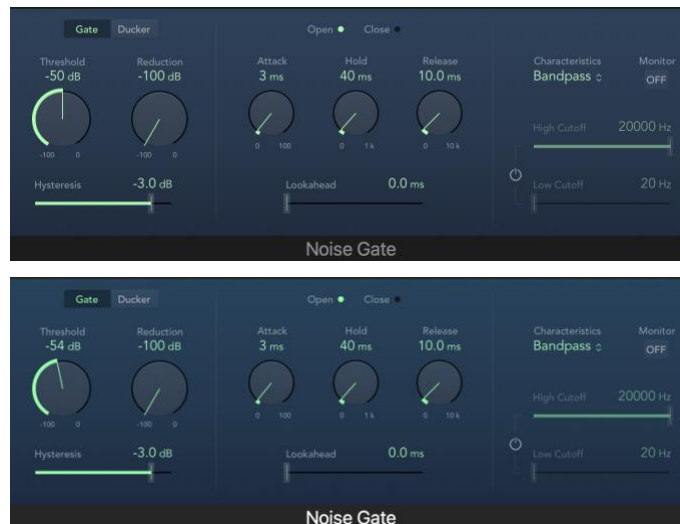 Gate Ducker Open Close
Threshold Reduction Attack Hold Release Characteristics Monitor
-50 dB -100 dB 3 ms 40 ms 10.0 ms Bandpass OFF
High Cutoff 20000 Hz
-100 0 -100 0 0 100 0 1 k 0 10 k
Hysteresis -3.0 dB Lookahead 0.0 ms Low Cutoff 20 Hz
Noise Gate
Gate Ducker Open Close
Threshold Reduction Attack Hold Release Characteristics Monitor
-54 dB -100 dB 3 ms 40 ms 10.0 ms Bandpass OFF
High Cutoff 20000 Hz
-100 0 -100 0 0 100 0 1 k 0 10 k
Hysteresis -3.0 dB Lookahead 0.0 ms Low Cutoff 20 Hz
Noise Gate